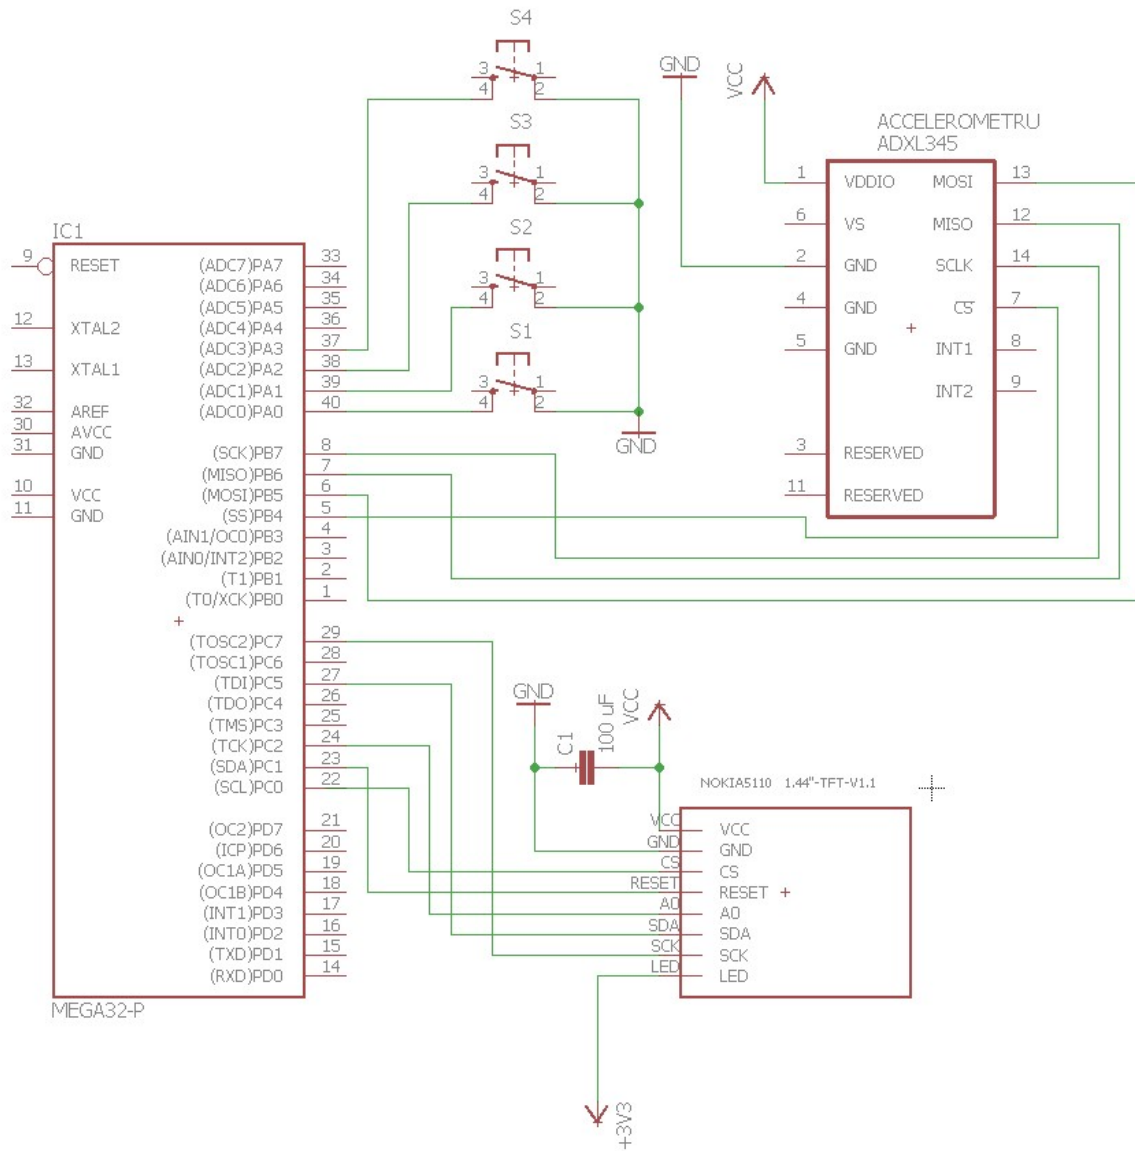 S4
3 1
4 2
S3
3 1
4 2
S2
3 1
4 2
S1
3 1
4 2
GND
GND
VCC
ACCELEROMETRU
ADXL345
1 VDDIO MOSI 13
6 VS MISO 12
2 GND SCLK 14
4 GND CS 7
5 GND INT1 8
INT2 9
3 RESERVED
11 RESERVED
IC1
9 RESET (ADC7)PA7 33
(ADC6)PA6 34
(ADC5)PA5 35
12 XTAL2 (ADC4)PA4 36
(ADC3)PA3 37
13 XTAL1 (ADC2)PA2 38
(ADC1)PA1 39
32 AREF (ADC0)PA0 40
30 AVCC
31 GND (SCK)PB7 8
(MISO)PB6 7
10 VCC (MOSI)PB5 6
11 GND (SS)PB4 5
(AIN1/OC0)PB3 4
(AIN0/INT2)PB2 3
(T1)PB1 2
(T0/XCK)PB0 1
(TOSC2)PC7 29
(TOSC1)PC6 28
(TDI)PC5 27
(TDO)PC4 26
(TMS)PC3 25
(TCK)PC2 24
(SDA)PC1 23
(SCL)PC0 22
(OC2)PD7 21
(ICP)PD6 20
(OC1A)PD5 19
(OC1B)PD4 18
(INT1)PD3 17
(INT0)PD2 16
(TXD)PD1 15
(RXD)PD0 14
MEGA32-P
GND
C1
100 uF
VCC
NOKIA5110 1.44"-TFT-V1.1
VCC VCC
GND GND
CS CS
RESET RESET
A0 A0
SDA SDA
SCK SCK
LED LED
+3V3